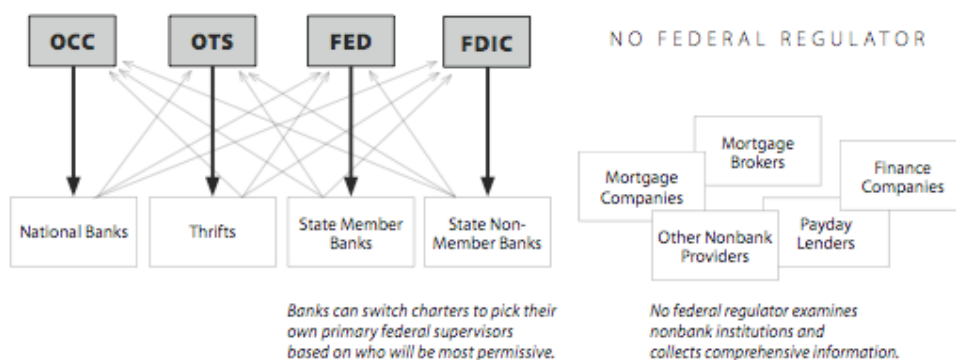 OCC
OTS
FED
FDIC
NO FEDERAL REGULATOR
National Banks
Thrifts
State Member
Banks
State Non-
Member Banks
Mortgage
Brokers
Mortgage
Companies
Finance
Companies
Other Nonbank
Providers
Payday
Lenders
Banks can switch charters to pick their
own primary federal supervisors
based on who will be most permissive.
No federal regulator examines
nonbank institutions and
collects comprehensive information.